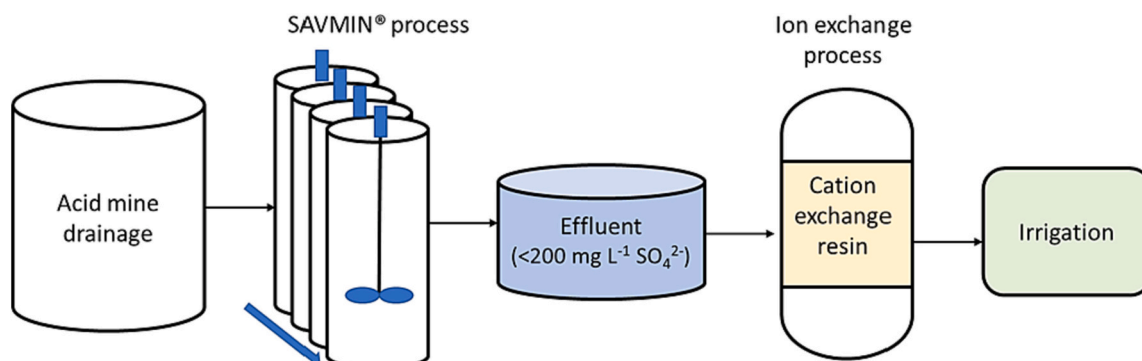 SAVMIN® process
Ion exchange
process
Acid mine
drainage
Effluent
(<200 mg L⁻¹ SO₄²⁻)
Cation
exchange
resin
Irrigation